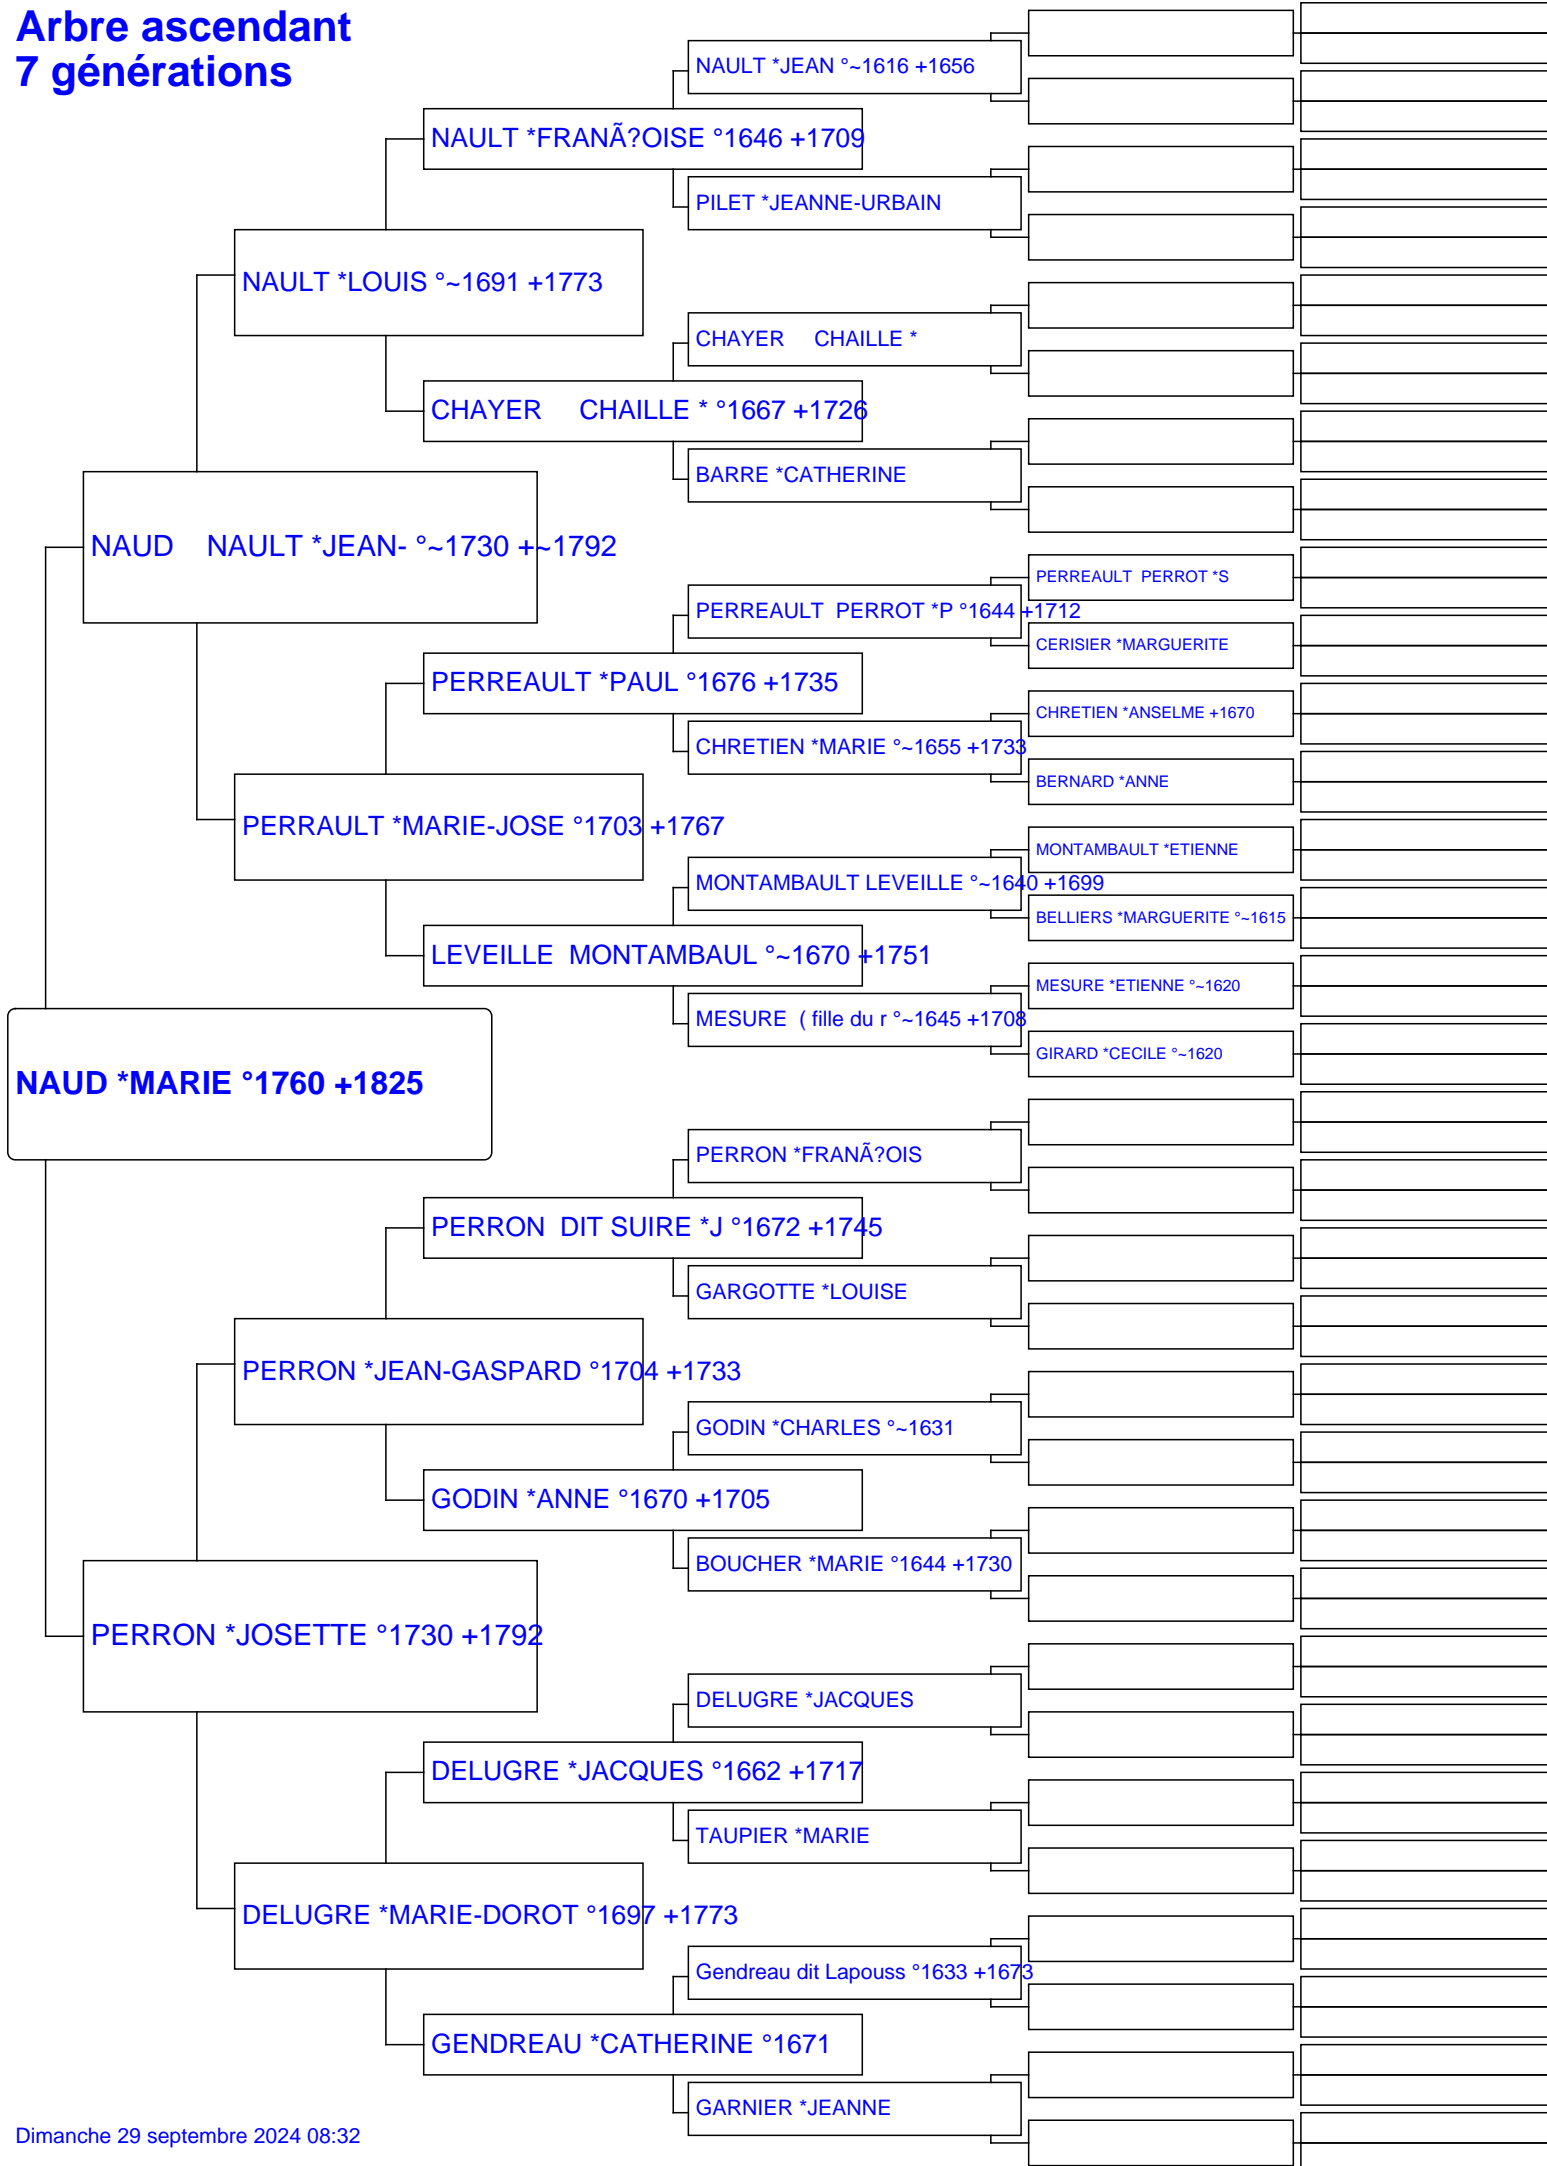 Arbre ascendant
7 générations
NAULT *JEAN °~1616 +1656
NAULT *FRANÃ?OISE °1646 +1709
PILET *JEANNE-URBAIN
NAULT *LOUIS °~1691 +1773
CHAYER CHAILLE *
CHAYER CHAILLE * °1667 +1726
BARRE *CATHERINE
NAUD NAULT *JEAN- °~1730 +~1792
PERREAULT PERROT *S
PERREAULT PERROT *P °1644 +1712
CERISIER *MARGUERITE
PERREAULT *PAUL °1676 +1735
CHRETIEN *ANSELME +1670
CHRETIEN *MARIE °~1655 +1733
BERNARD *ANNE
PERRAULT *MARIE-JOSE °1703 +1767
MONTAMBAULT *ETIENNE
MONTAMBAULT LEVEILLE °~1640 +1699
BELLIERS *MARGUERITE °~1615
LEVEILLE MONTAMBAUL °~1670 +1751
MESURE *ETIENNE °~1620
MESURE ( fille du r °~1645 +1708
GIRARD *CECILE °~1620
NAUD *MARIE °1760 +1825
PERRON *FRANÃ?OIS
PERRON DIT SUIRE *J °1672 +1745
GARGOTTE *LOUISE
PERRON *JEAN-GASPARD °1704 +1733
GODIN *CHARLES °~1631
GODIN *ANNE °1670 +1705
BOUCHER *MARIE °1644 +1730
PERRON *JOSETTE °1730 +1792
DELUGRE *JACQUES
DELUGRE *JACQUES °1662 +1717
TAUPIER *MARIE
DELUGRE *MARIE-DOROT °1697 +1773
Gendreau dit Lapouss °1633 +1673
GENDREAU *CATHERINE °1671
GARNIER *JEANNE
Dimanche 29 septembre 2024 08:32